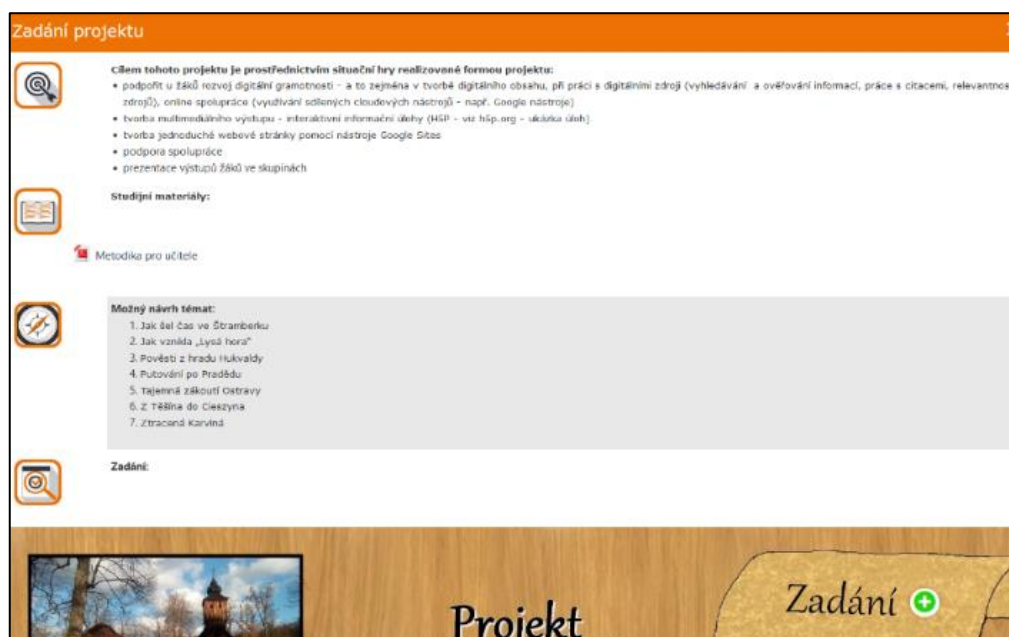 Zadání projektu
Cílem tohoto projektu je prostřednictvím situační hry realizované formou projektu:
• podpořit u žáků rozvoj digitální gramotnosti - a to zejména v tvorbě digitálního obsahu, při práci s digitálními zdroji (vyhledávání a ověřování informací, práce s citacemi, relevantnos
zdrojů), online spolupráce (využívání sdílených cloudových nástrojů - např. Google nástroje)
• tvorba multimediálního výstupu - interaktivní informační úlohy (H5P - viz h5p.org - ukázka úloh)
• tvorba jednoduché webové stránky pomocí nástroje Google Sites
• podpora spolupráce
• prezentace výstupů žáků ve skupinách
Studijní materiály:
Metodika pro učitele
Možný návrh témat:
1. Jak šel čas ve Štramberku
2. Jak vznikla „Lysá hora"
3. Pověsti z hradu Hukvaldy
4. Putování po Pradědu
5. Tajemná zákoutí Ostravy
6. Z Těšína do Cieszyna
7. Ztracená Karviná
Zadání:
Projekt
Zadání